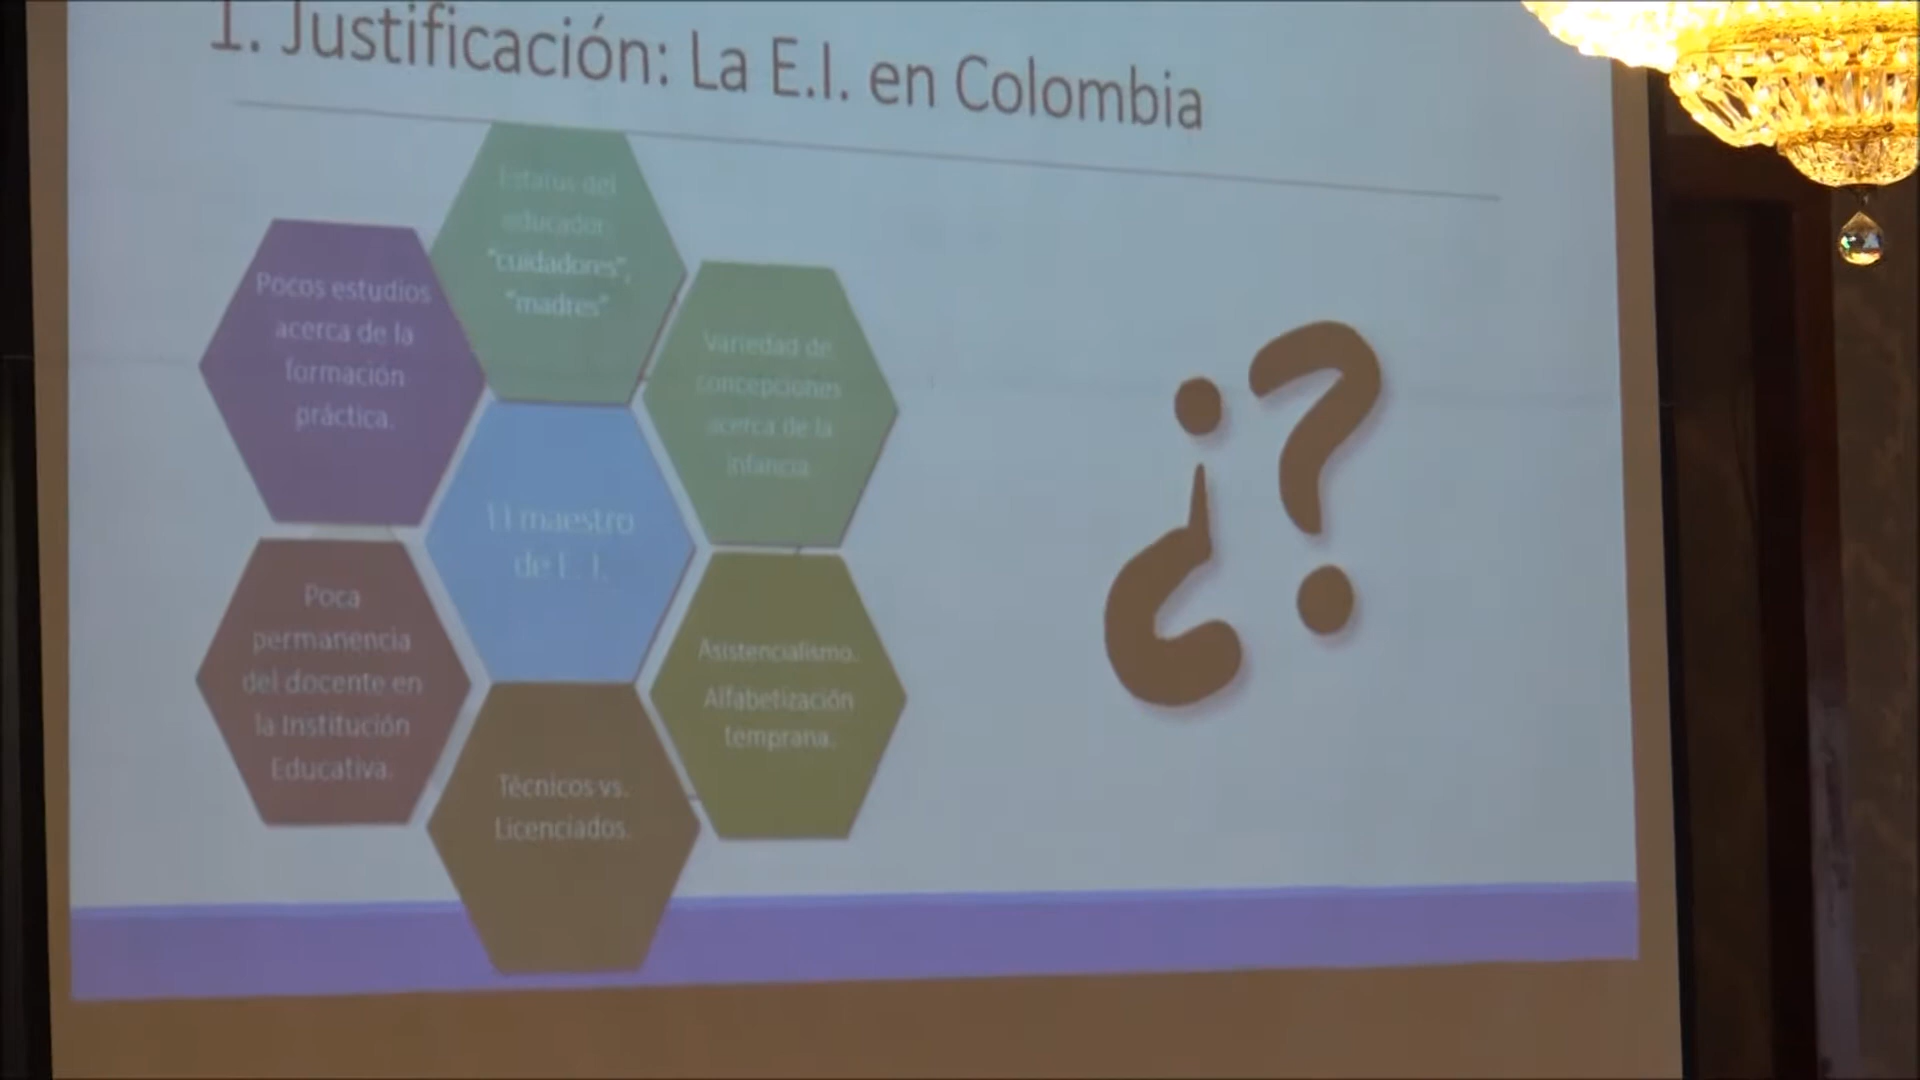 1. Justificación: La E.I. en Colombia
Estatus del
educador:
"cuidadores",
"madres"
Pocos estudios
acerca de la
formación
práctica.
Variedad de
concepciones
acerca de la
infancia
El maestro
de E. I.
Poca
permanencia
del docente en
la Institución
Educativa.
Asistencialismo.
Alfabetización
temprana.
Técnicos vs.
Licenciados.
¿?